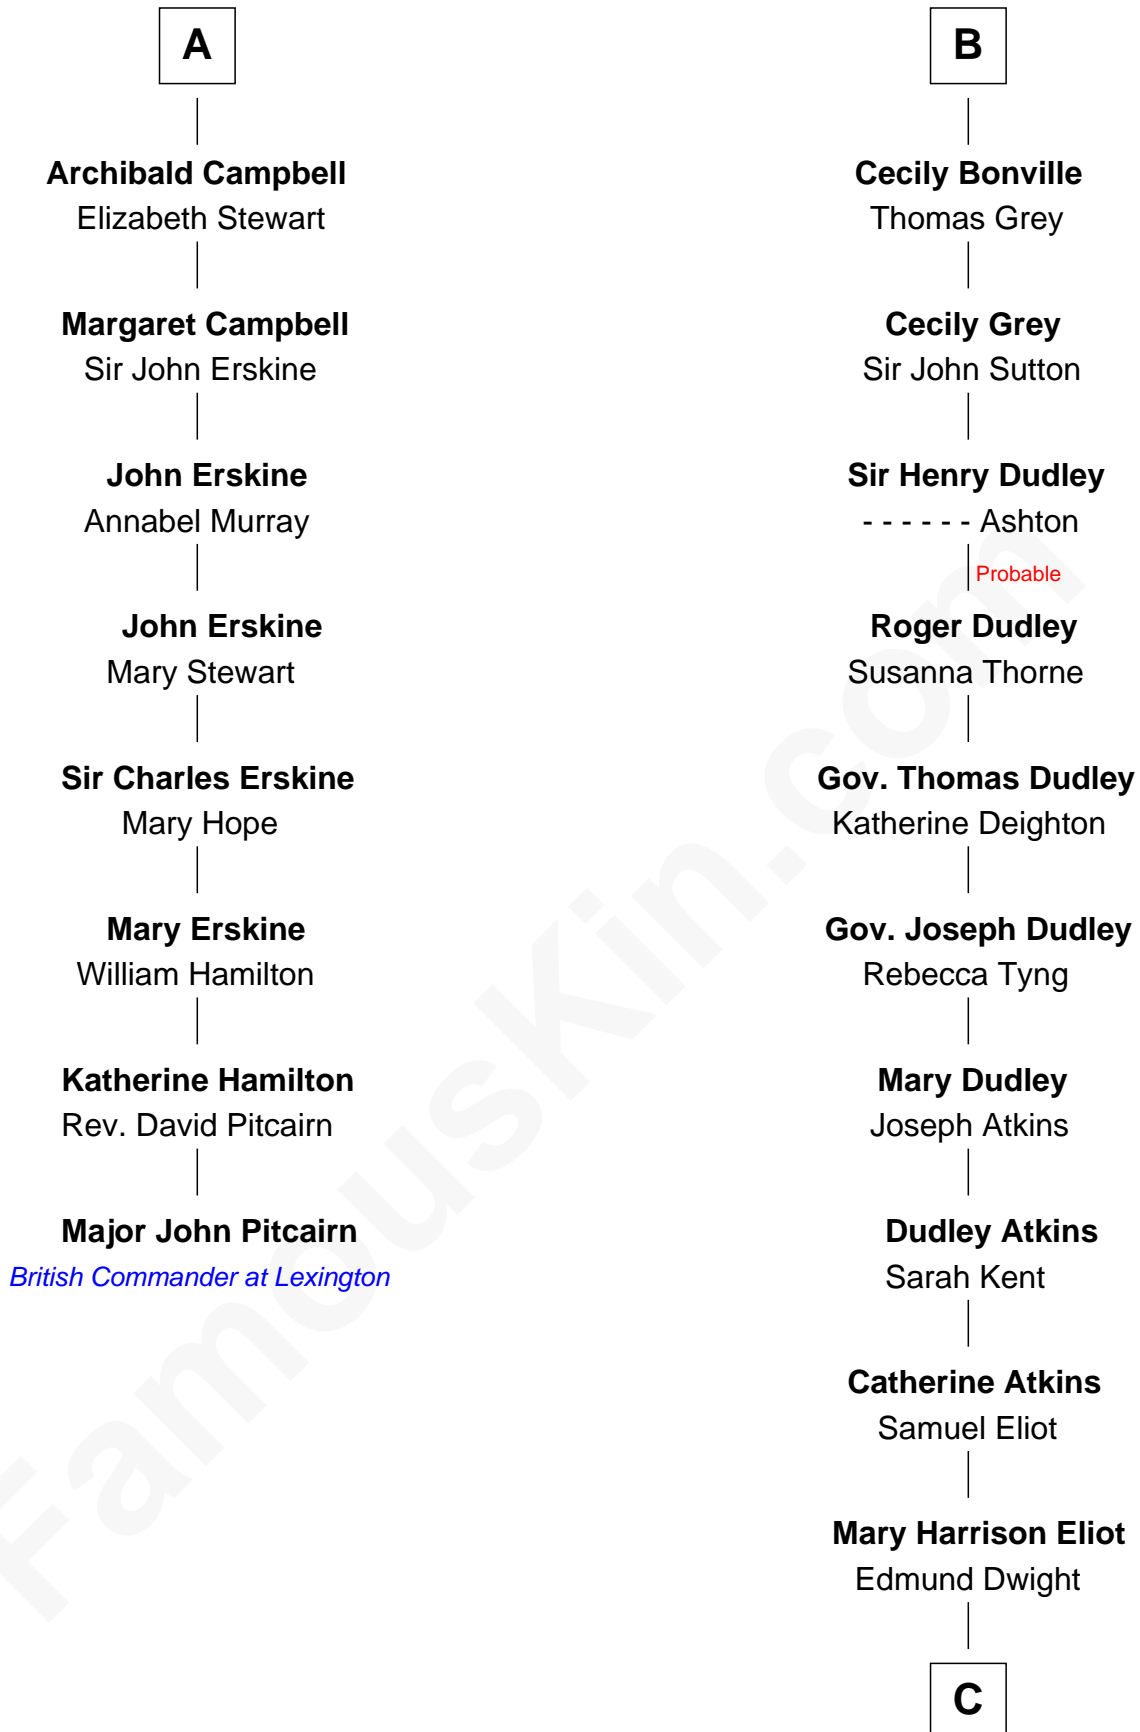 A
Archibald Campbell
Elizabeth Stewart
Margaret Campbell
Sir John Erskine
John Erskine
Annabel Murray
John Erskine
Mary Stewart
Sir Charles Erskine
Mary Hope
Mary Erskine
William Hamilton
Katherine Hamilton
Rev. David Pitcairn
Major John Pitcairn
British Commander at Lexington
B
Cecily Bonville
Thomas Grey
Cecily Grey
Sir John Sutton
Sir Henry Dudley
- - - - - - Ashton
Probable
Roger Dudley
Susanna Thorne
Gov. Thomas Dudley
Katherine Deighton
Gov. Joseph Dudley
Rebecca Tyng
Mary Dudley
Joseph Atkins
Dudley Atkins
Sarah Kent
Catherine Atkins
Samuel Eliot
Mary Harrison Eliot
Edmund Dwight
C
FamousKin.com